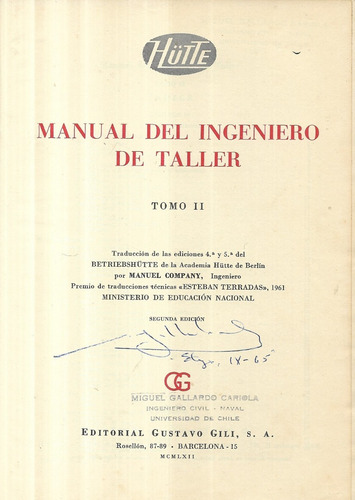 HÜTTE
MANUAL DEL INGENIERO
DE TALLER
TOMO II
Traducción de las ediciones 4.ª y 5.ª del
BETRIEBSHÜTTE de la Academia Hütte de Berlín
por MANUEL COMPANY, Ingeniero
Premio de traducciones técnicas «ESTEBAN TERRADAS», 1961
MINISTERIO DE EDUCACIÓN NACIONAL
SEGUNDA EDICIÓN
IX-65
GG
MIGUEL GALLARDO CARIOLA
INGENIERO CIVIL - NAVAL
UNIVERSIDAD DE CHILE
EDITORIAL GUSTAVO GILI, S. A.
Rosellón, 87-89 • BARCELONA-15
MCMLXII